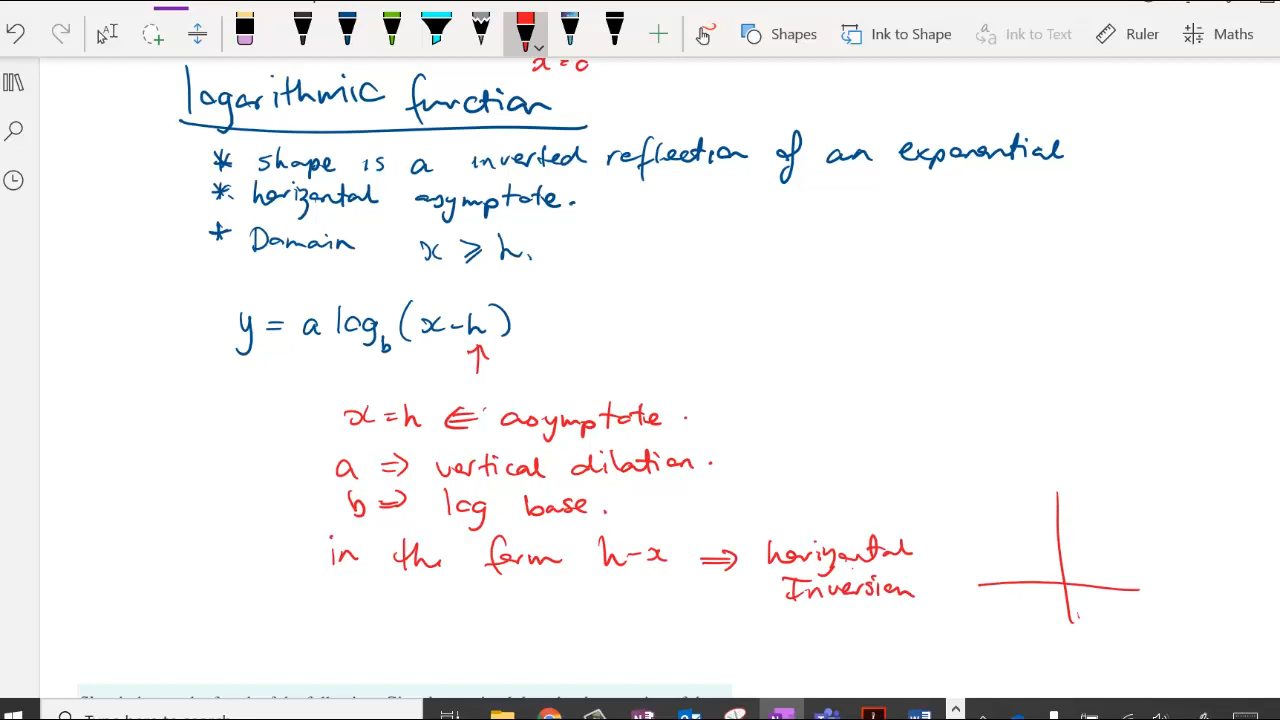 Shapes
Ink to Shape
Ink to Text
Ruler
Maths
x = 0
logarithmic function
* shape is a inverted reflection of an exponential
* horizontal asymptote.
* Domain x ⩾ h.
y = a log_b (x-h)
↑
x = h ⇐ asymptote.
a ⇒ vertical dilation.
b ⇒ log base.
in the form h-x ⇒ horizontal
Inversion